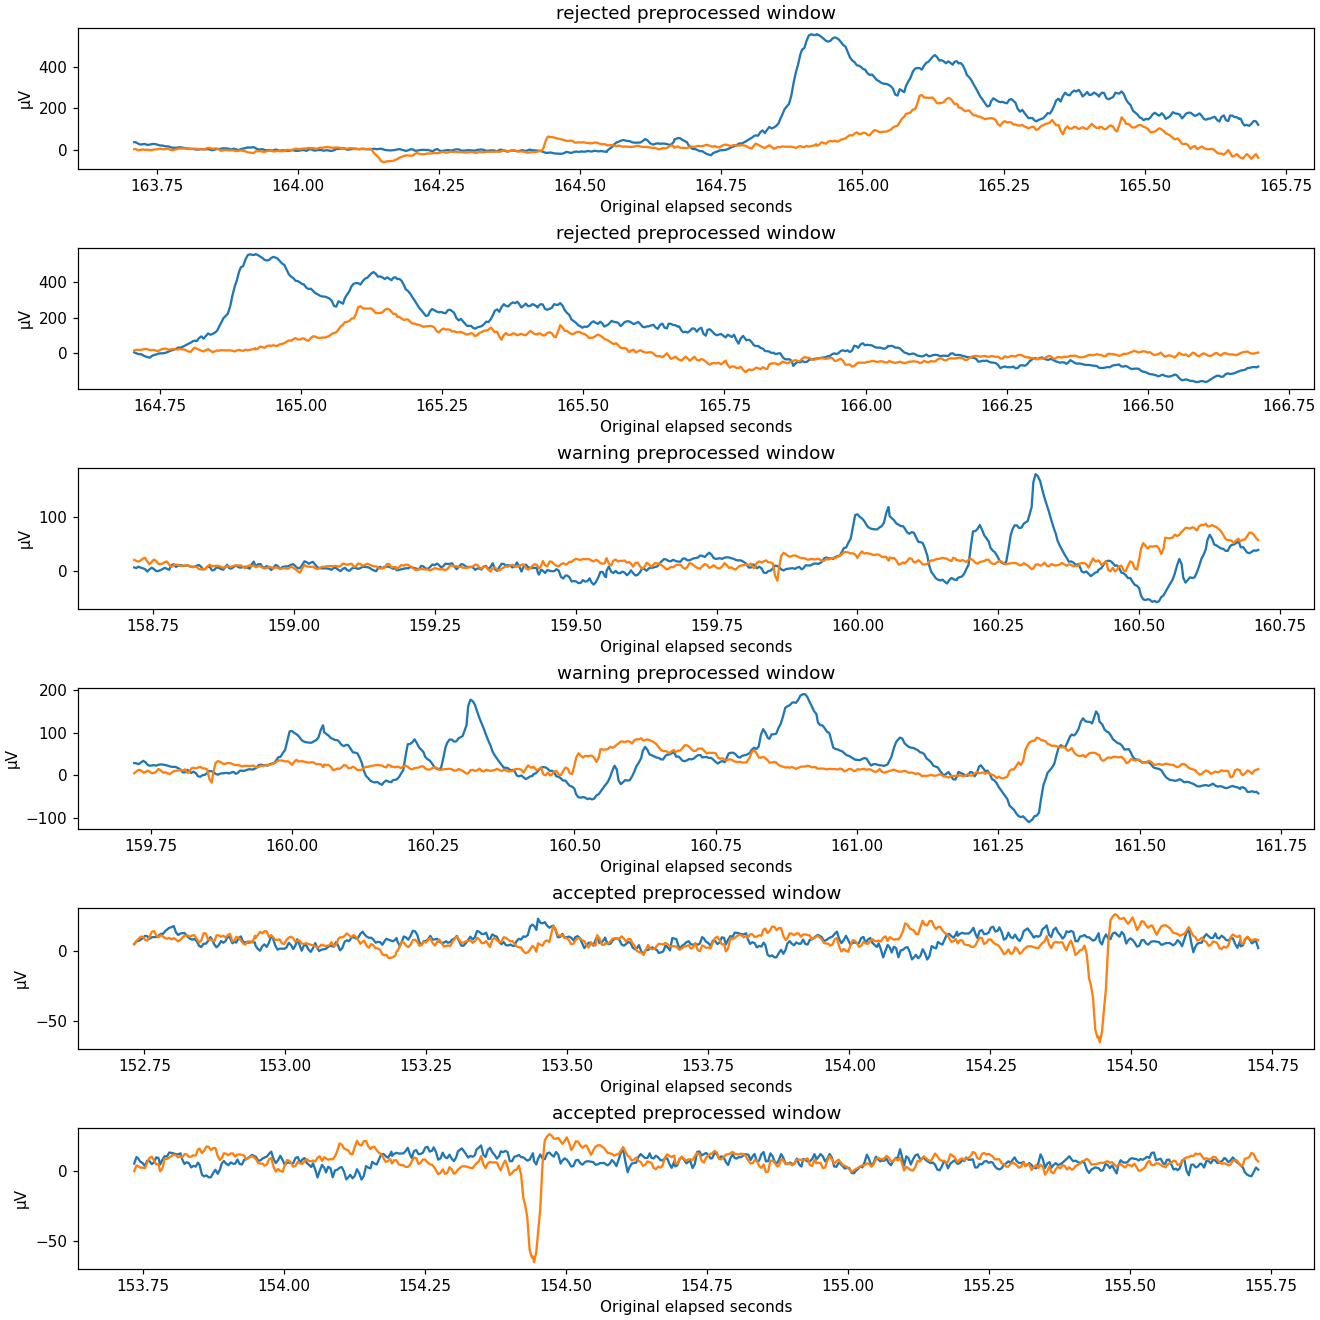 rejected preprocessed window
400
200
0
µV
163.75 164.00 164.25 164.50 164.75 165.00 165.25 165.50 165.75
Original elapsed seconds
rejected preprocessed window
400
200
0
µV
164.75 165.00 165.25 165.50 165.75 166.00 166.25 166.50 166.75
Original elapsed seconds
warning preprocessed window
100
0
µV
158.75 159.00 159.25 159.50 159.75 160.00 160.25 160.50 160.75
Original elapsed seconds
warning preprocessed window
200
100
0
−100
µV
159.75 160.00 160.25 160.50 160.75 161.00 161.25 161.50 161.75
Original elapsed seconds
accepted preprocessed window
0
−50
µV
152.75 153.00 153.25 153.50 153.75 154.00 154.25 154.50 154.75
Original elapsed seconds
accepted preprocessed window
0
−50
µV
153.75 154.00 154.25 154.50 154.75 155.00 155.25 155.50 155.75
Original elapsed seconds